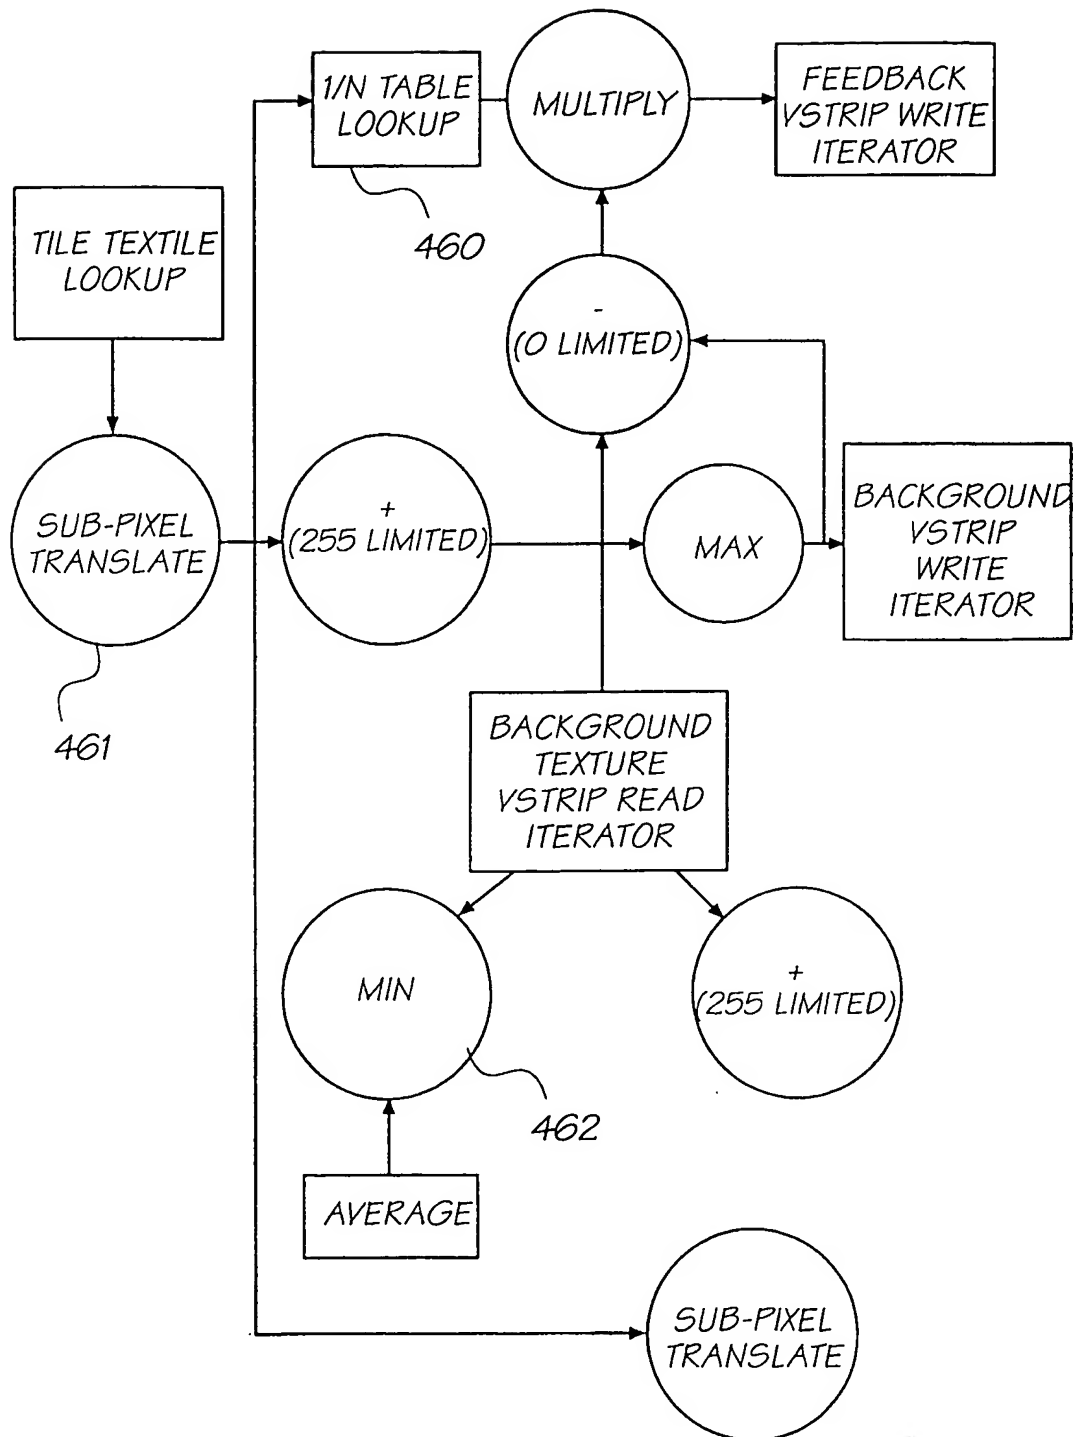 1/N TABLE
LOOKUP
MULTIPLY
FEEDBACK
VSTRIP WRITE
ITERATOR
460
TILE TEXTILE
LOOKUP
-
(0 LIMITED)
SUB-PIXEL
TRANSLATE
+
(255 LIMITED)
MAX
BACKGROUND
VSTRIP
WRITE
ITERATOR
461
BACKGROUND
TEXTURE
VSTRIP READ
ITERATOR
MIN
+
(255 LIMITED)
462
AVERAGE
SUB-PIXEL
TRANSLATE